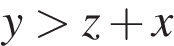 y > z + x